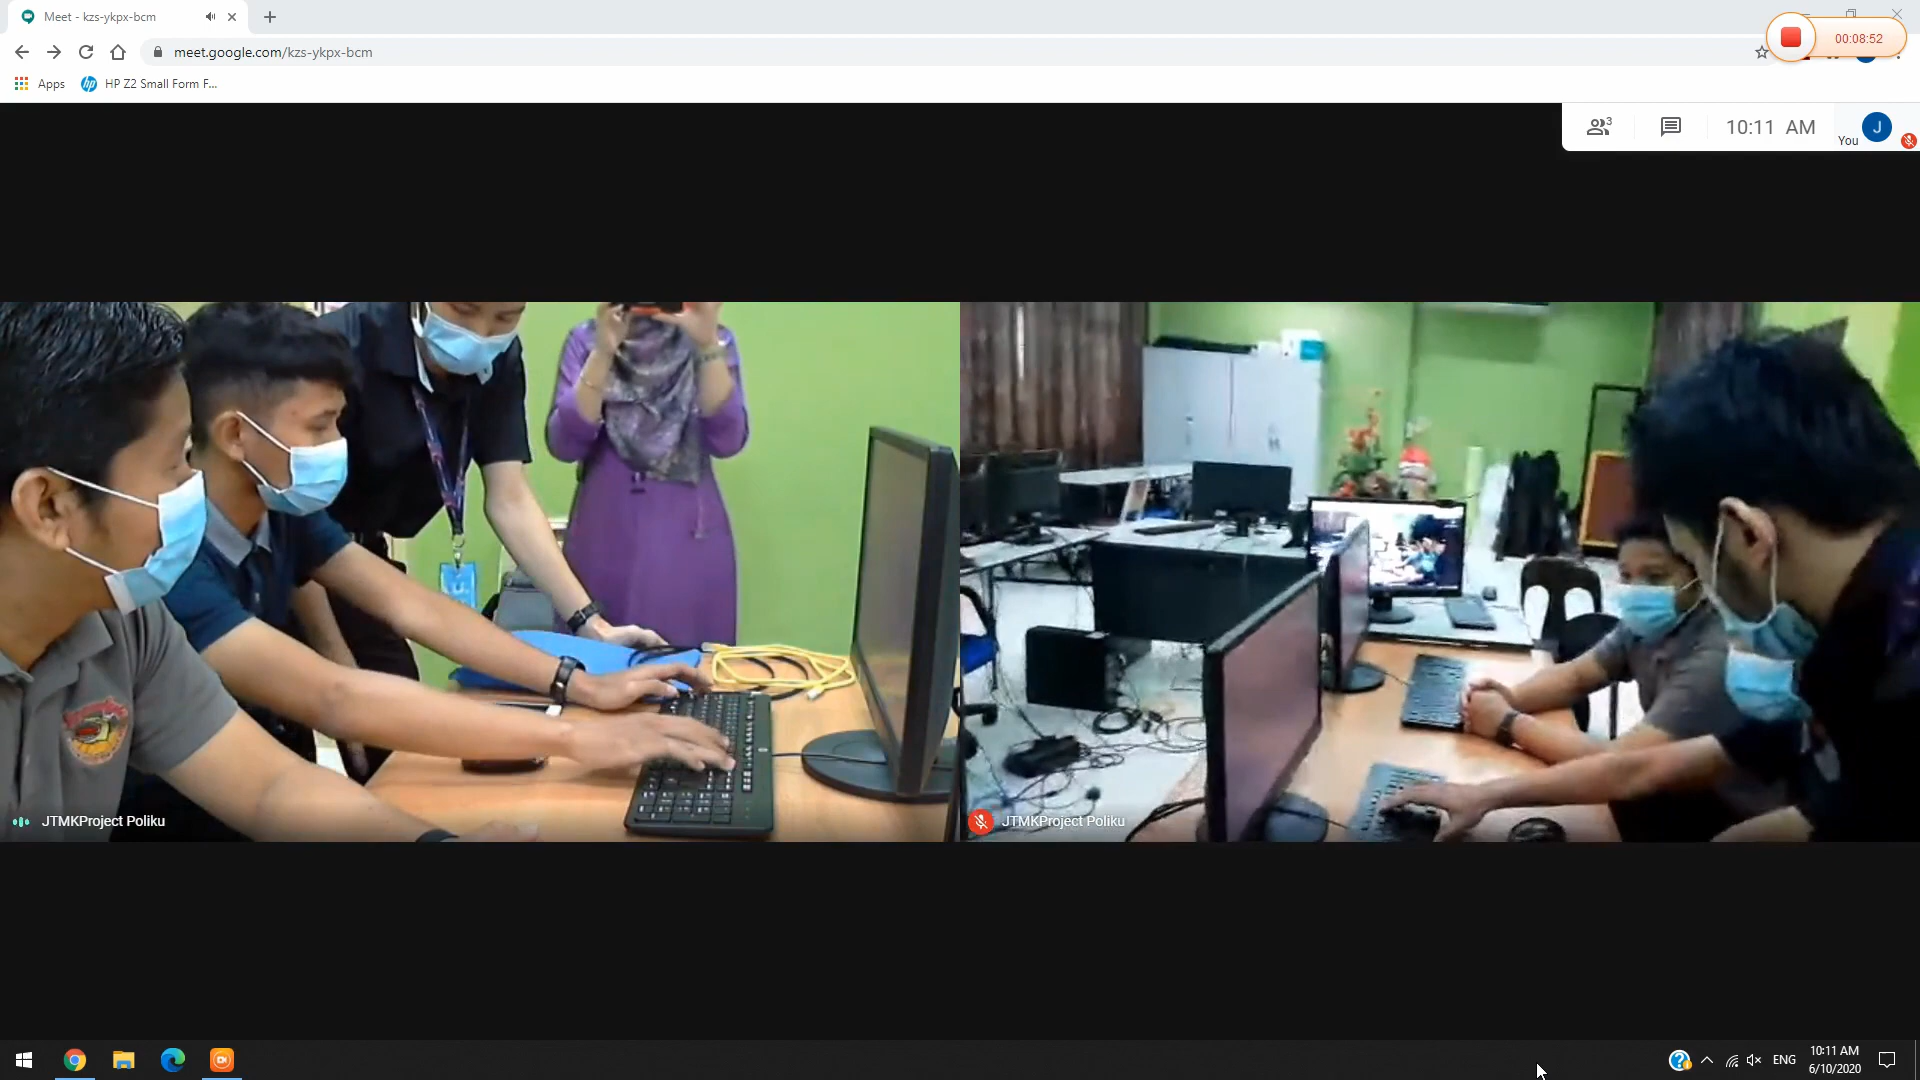 Meet - kzs-ykpx-bcm
00:08:52
meet.google.com/kzs-ykpx-bcm
Apps
HP Z2 Small Form F...
3
10:11 AM
You
J
JTMKProject Poliku
JTMKProject Poliku
ENG
10:11 AM
6/10/2020